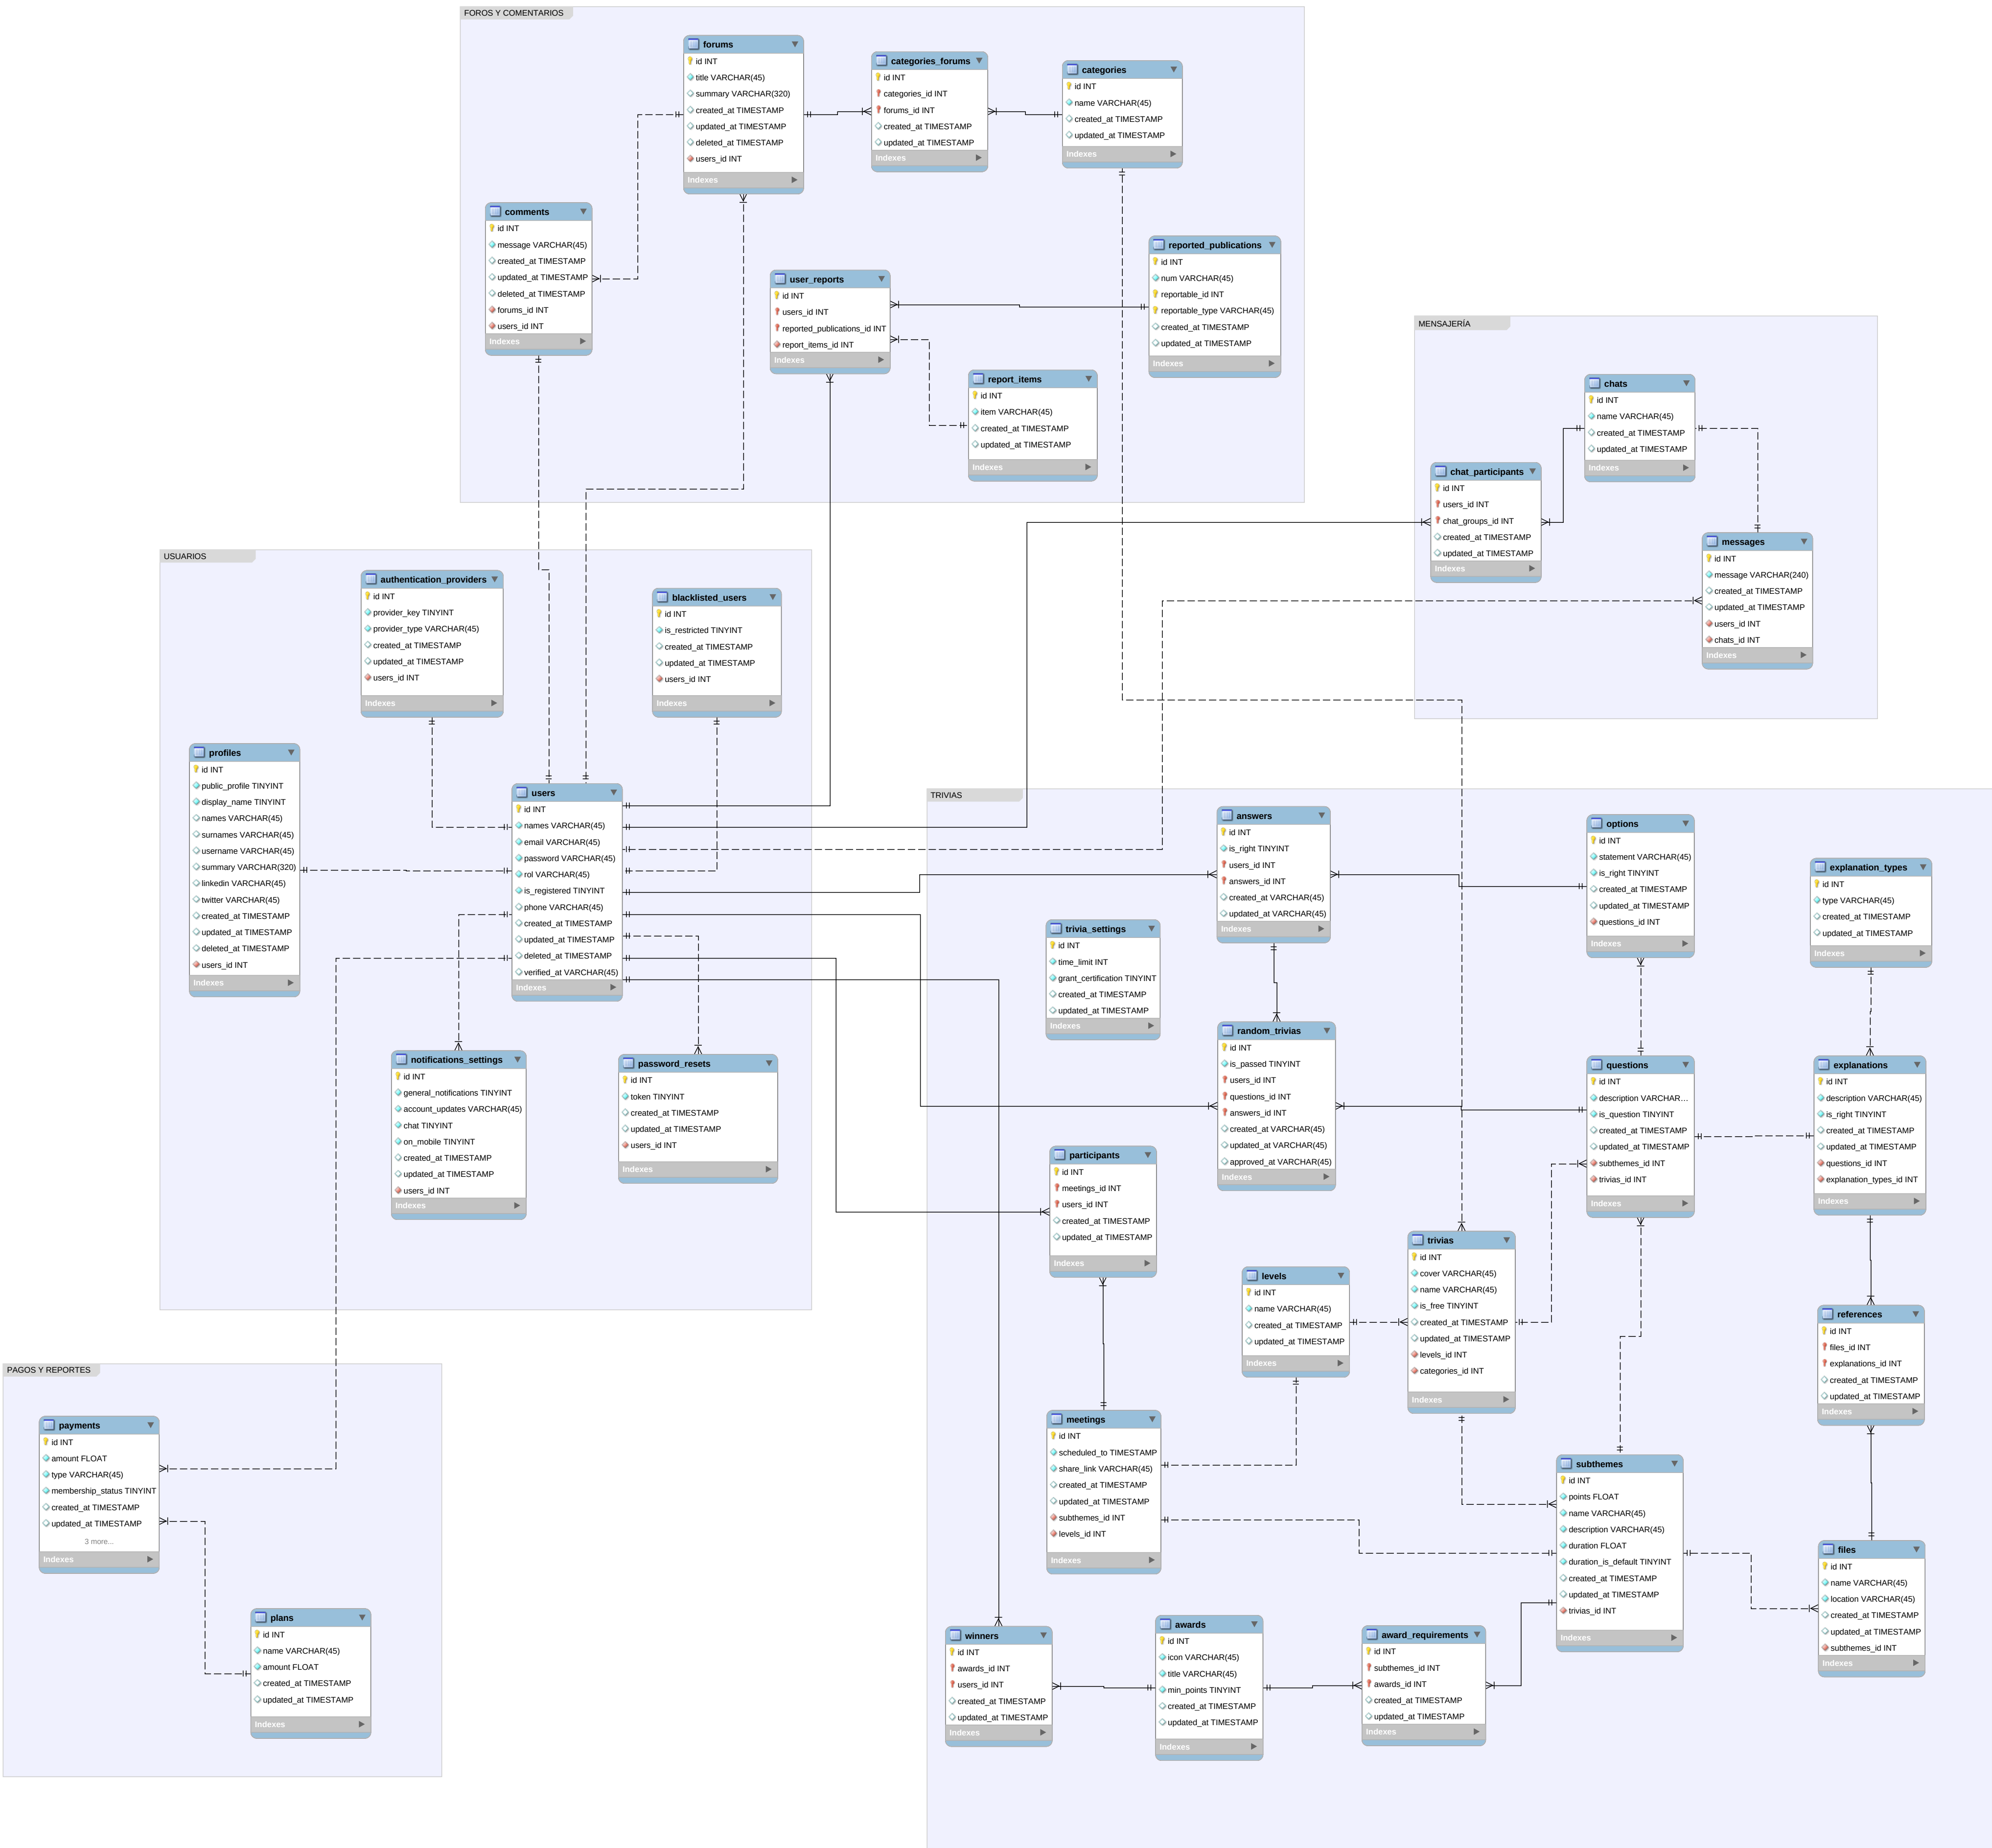 FOROS Y COMENTARIOS
forums
id INT
title VARCHAR(45)
summary VARCHAR(320)
created_at TIMESTAMP
updated_at TIMESTAMP
deleted_at TIMESTAMP
users_id INT
Indexes
categories_forums
id INT
categories_id INT
forums_id INT
created_at TIMESTAMP
updated_at TIMESTAMP
Indexes
categories
id INT
name VARCHAR(45)
created_at TIMESTAMP
updated_at TIMESTAMP
Indexes
comments
id INT
message VARCHAR(45)
created_at TIMESTAMP
updated_at TIMESTAMP
deleted_at TIMESTAMP
forums_id INT
users_id INT
Indexes
user_reports
id INT
users_id INT
reported_publications_id INT
report_items_id INT
Indexes
reported_publications
id INT
num VARCHAR(45)
reportable_id INT
reportable_type VARCHAR(45)
created_at TIMESTAMP
updated_at TIMESTAMP
Indexes
report_items
id INT
item VARCHAR(45)
created_at TIMESTAMP
updated_at TIMESTAMP
Indexes
MENSAJERÍA
chats
id INT
name VARCHAR(45)
created_at TIMESTAMP
updated_at TIMESTAMP
Indexes
chat_participants
id INT
users_id INT
chat_groups_id INT
created_at TIMESTAMP
updated_at TIMESTAMP
Indexes
messages
id INT
message VARCHAR(240)
created_at TIMESTAMP
updated_at TIMESTAMP
users_id INT
chats_id INT
Indexes
USUARIOS
authentication_providers
id INT
provider_key TINYINT
provider_type VARCHAR(45)
created_at TIMESTAMP
updated_at TIMESTAMP
users_id INT
Indexes
blacklisted_users
id INT
is_restricted TINYINT
created_at TIMESTAMP
updated_at TIMESTAMP
users_id INT
Indexes
profiles
id INT
public_profile TINYINT
display_name TINYINT
names VARCHAR(45)
surnames VARCHAR(45)
username VARCHAR(45)
summary VARCHAR(320)
linkedin VARCHAR(45)
twitter VARCHAR(45)
created_at TIMESTAMP
updated_at TIMESTAMP
deleted_at TIMESTAMP
users_id INT
Indexes
users
id INT
names VARCHAR(45)
email VARCHAR(45)
password VARCHAR(45)
rol VARCHAR(45)
is_registered TINYINT
phone VARCHAR(45)
created_at TIMESTAMP
updated_at TIMESTAMP
deleted_at TIMESTAMP
verified_at VARCHAR(45)
Indexes
notifications_settings
id INT
general_notifications TINYINT
account_updates VARCHAR(45)
chat TINYINT
on_mobile TINYINT
created_at TIMESTAMP
updated_at TIMESTAMP
users_id INT
Indexes
password_resets
id INT
token TINYINT
created_at TIMESTAMP
updated_at TIMESTAMP
users_id INT
Indexes
TRIVIAS
answers
id INT
is_right TINYINT
users_id INT
answers_id INT
created_at VARCHAR(45)
updated_at VARCHAR(45)
Indexes
options
id INT
statement VARCHAR(45)
is_right TINYINT
created_at TIMESTAMP
updated_at TIMESTAMP
questions_id INT
Indexes
explanation_types
id INT
type VARCHAR(45)
created_at TIMESTAMP
updated_at TIMESTAMP
Indexes
trivia_settings
id INT
time_limit INT
grant_certification TINYINT
created_at TIMESTAMP
updated_at TIMESTAMP
Indexes
random_trivias
id INT
is_passed TINYINT
users_id INT
questions_id INT
answers_id INT
created_at VARCHAR(45)
updated_at VARCHAR(45)
approved_at VARCHAR(45)
Indexes
questions
id INT
description VARCHAR…
is_question TINYINT
created_at TIMESTAMP
updated_at TIMESTAMP
subthemes_id INT
trivias_id INT
Indexes
explanations
id INT
description VARCHAR(45)
is_right TINYINT
created_at TIMESTAMP
updated_at TIMESTAMP
questions_id INT
explanation_types_id INT
Indexes
participants
id INT
meetings_id INT
users_id INT
created_at TIMESTAMP
updated_at TIMESTAMP
Indexes
levels
id INT
name VARCHAR(45)
created_at TIMESTAMP
updated_at TIMESTAMP
Indexes
trivias
id INT
cover VARCHAR(45)
name VARCHAR(45)
is_free TINYINT
created_at TIMESTAMP
updated_at TIMESTAMP
levels_id INT
categories_id INT
Indexes
references
id INT
files_id INT
explanations_id INT
created_at TIMESTAMP
updated_at TIMESTAMP
Indexes
meetings
id INT
scheduled_to TIMESTAMP
share_link VARCHAR(45)
created_at TIMESTAMP
updated_at TIMESTAMP
subthemes_id INT
levels_id INT
Indexes
subthemes
id INT
points FLOAT
name VARCHAR(45)
description VARCHAR(45)
duration FLOAT
duration_is_default TINYINT
created_at TIMESTAMP
updated_at TIMESTAMP
trivias_id INT
Indexes
files
id INT
name VARCHAR(45)
location VARCHAR(45)
created_at TIMESTAMP
updated_at TIMESTAMP
subthemes_id INT
Indexes
winners
id INT
awards_id INT
users_id INT
created_at TIMESTAMP
updated_at TIMESTAMP
Indexes
awards
id INT
icon VARCHAR(45)
title VARCHAR(45)
min_points TINYINT
created_at TIMESTAMP
updated_at TIMESTAMP
Indexes
award_requirements
id INT
subthemes_id INT
awards_id INT
created_at TIMESTAMP
updated_at TIMESTAMP
Indexes
PAGOS Y REPORTES
payments
id INT
amount FLOAT
type VARCHAR(45)
membership_status TINYINT
created_at TIMESTAMP
updated_at TIMESTAMP
3 more...
Indexes
plans
id INT
name VARCHAR(45)
amount FLOAT
created_at TIMESTAMP
updated_at TIMESTAMP
Indexes